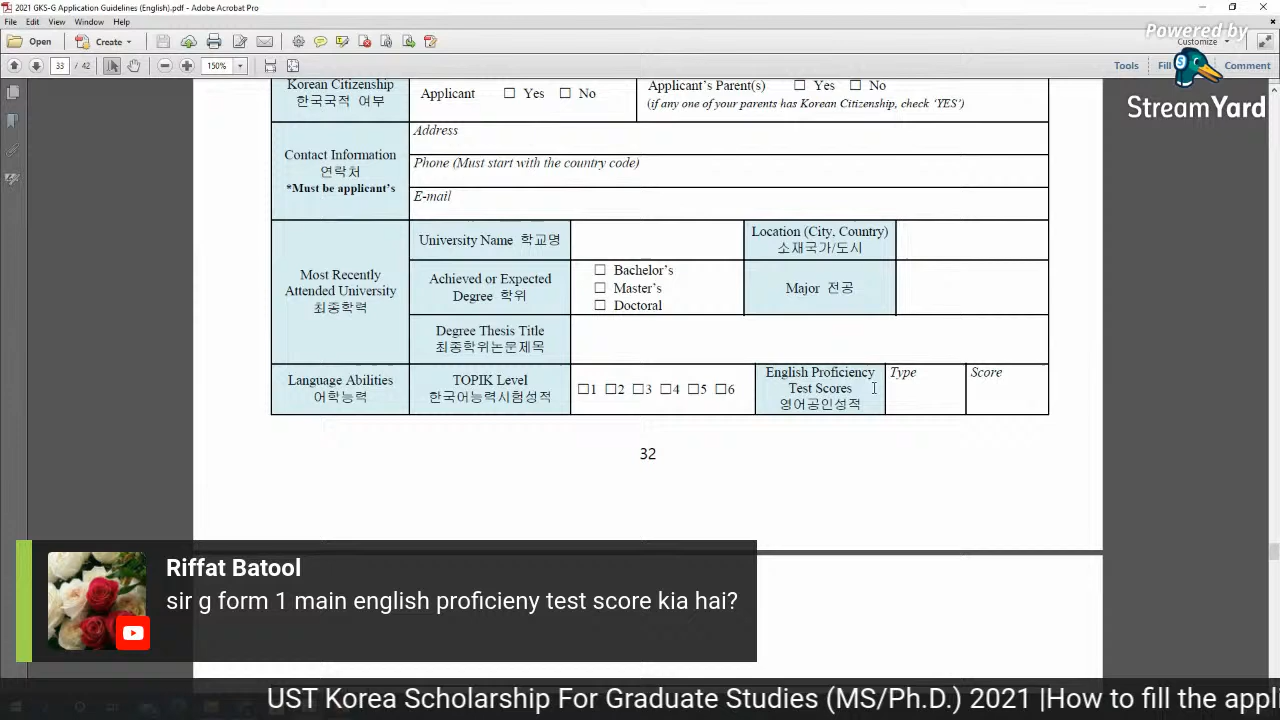 2021 GKS-G Application Guidelines (English).pdf - Adobe Acrobat Pro
File Edit View Window Help
Open Create Customize
33 / 42 150% Tools Fill Comment
Powered by
StreamYard
Korean Citizenship
한국국적 여부
Applicant ☐ Yes ☐ No
Applicant's Parent(s) ☐ Yes ☐ No
(if any one of your parents has Korean Citizenship, check 'YES')
Contact Information
연락처
*Must be applicant's
Address
Phone (Must start with the country code)
E-mail
Most Recently
Attended University
최종학력
University Name 학교명
Location (City, Country)
소재국가/도시
Achieved or Expected
Degree 학위
☐ Bachelor's
☐ Master's
☐ Doctoral
Major 전공
Degree Thesis Title
최종학위논문제목
Language Abilities
어학능력
TOPIK Level
한국어능력시험성적
☐1 ☐2 ☐3 ☐4 ☐5 ☐6
English Proficiency
Test Scores
영어공인성적
Type
Score
32
Riffat Batool
sir g form 1 main english proficieny test score kia hai?
UST Korea Scholarship For Graduate Studies (MS/Ph.D.) 2021 |How to fill the appl